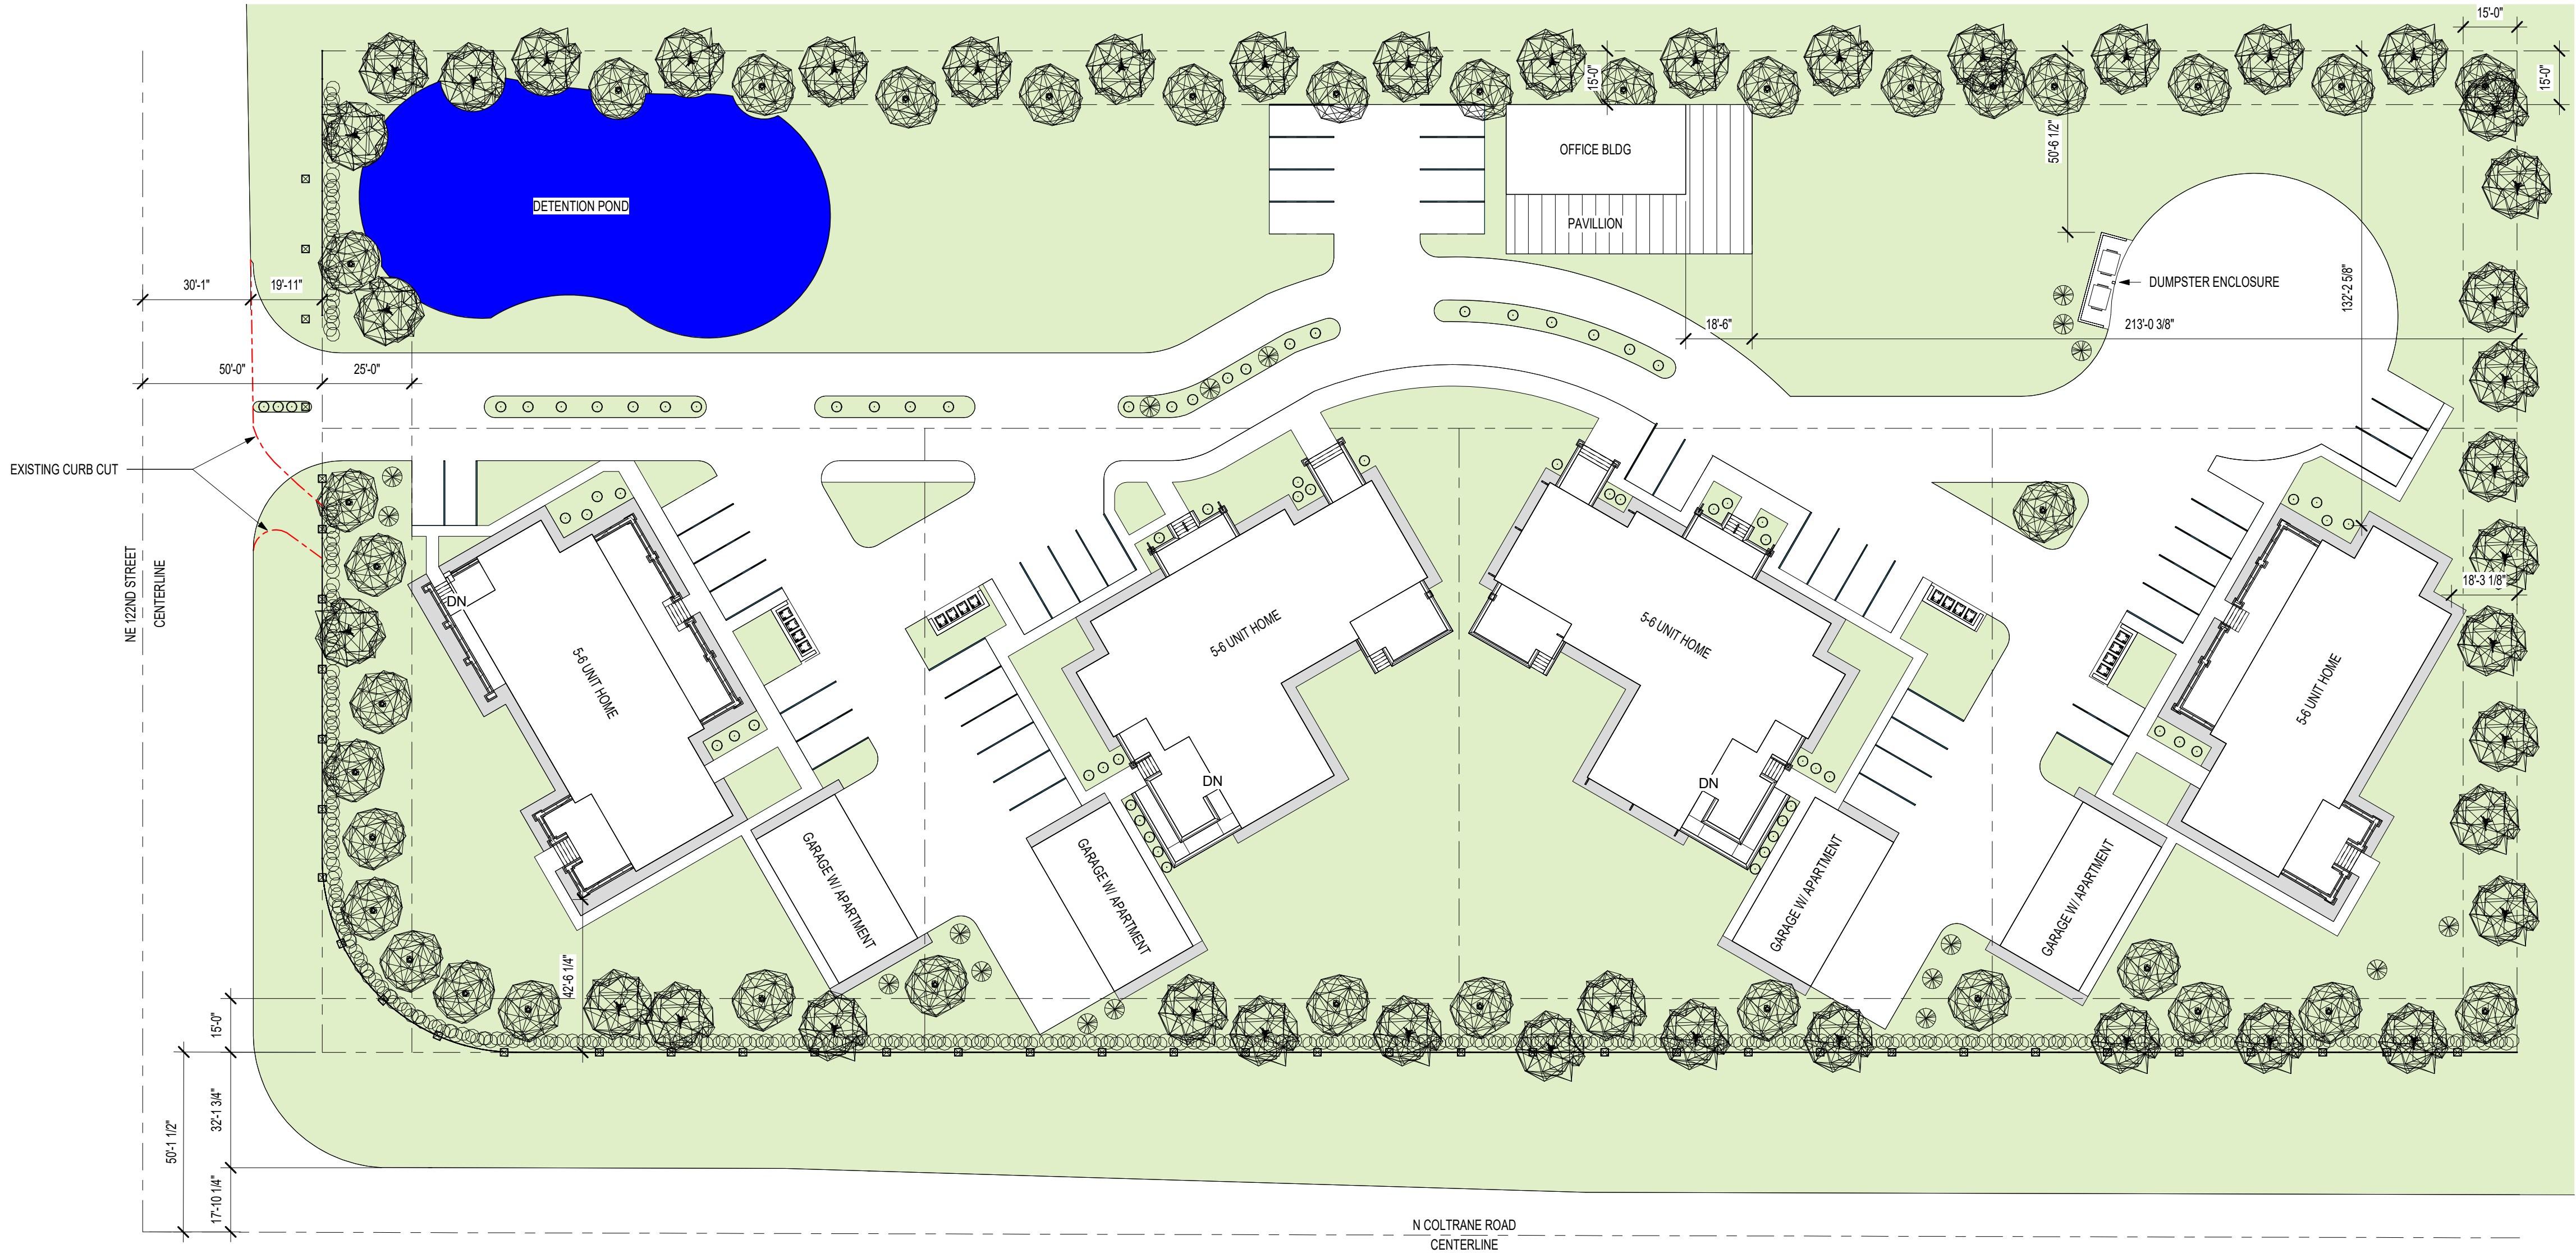 15'-0"
15'-0"
15'-0"
OFFICE BLDG
50'-6 1/2"
DETENTION POND
PAVILLION
30'-1"
19'-11"
DUMPSTER ENCLOSURE
132'-2 5/8"
18'-6"
213'-0 3/8"
50'-0"
25'-0"
EXISTING CURB CUT
NE 122ND STREET
CENTERLINE
DN
18'-3 1/8"
5-6 UNIT HOME
5-6 UNIT HOME
5-6 UNIT HOME
5-6 UNIT HOME
DN
DN
GARAGE W/ APARTMENT
GARAGE W/ APARTMENT
GARAGE W/ APARTMENT
GARAGE W/ APARTMENT
42'-6 1/4"
15'-0"
50'-1 1/2"
32'-1 3/4"
17'-10 1/4"
N COLTRANE ROAD
CENTERLINE